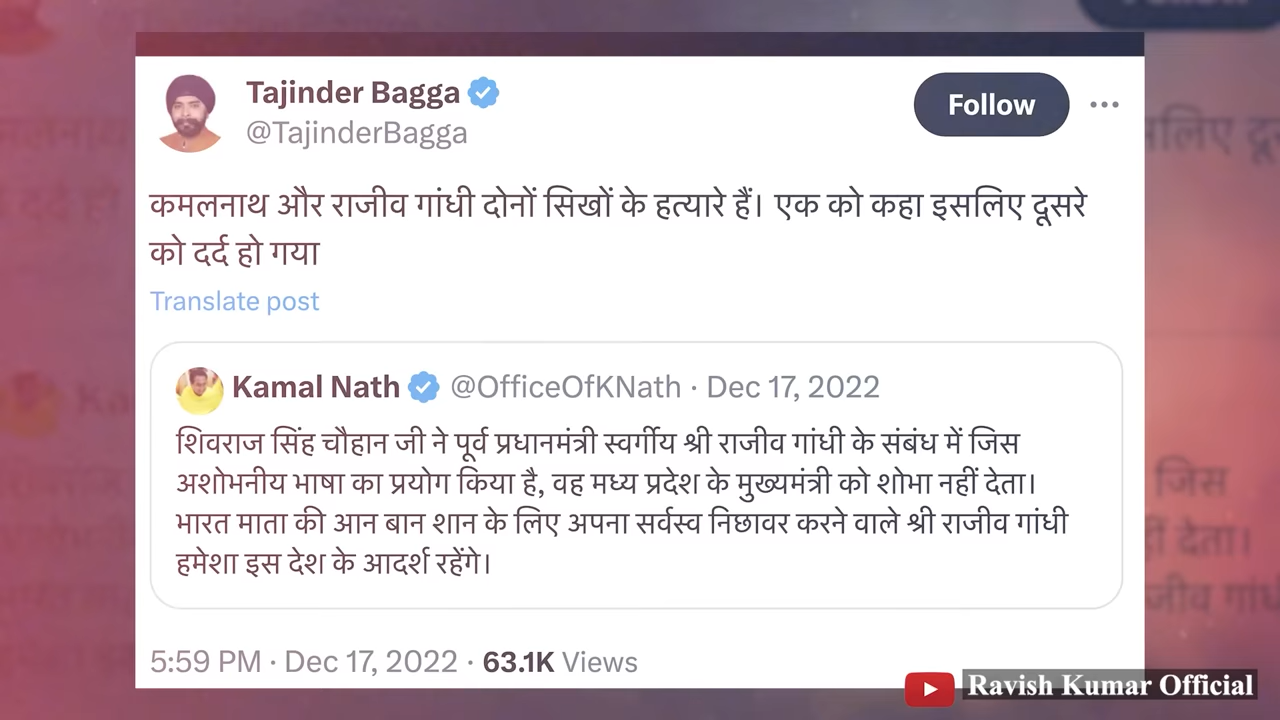 Tajinder Bagga
@TajinderBagga
Follow
कमलनाथ और राजीव गांधी दोनों सिखों के हत्यारे हैं। एक को कहा इसलिए दूसरे
को दर्द हो गया
Translate post
Kamal Nath @OfficeOfKNath · Dec 17, 2022
शिवराज सिंह चौहान जी ने पूर्व प्रधानमंत्री स्वर्गीय श्री राजीव गांधी के संबंध में जिस
अशोभनीय भाषा का प्रयोग किया है, वह मध्य प्रदेश के मुख्यमंत्री को शोभा नहीं देता।
भारत माता की आन बान शान के लिए अपना सर्वस्व निछावर करने वाले श्री राजीव गांधी
हमेशा इस देश के आदर्श रहेंगे।
5:59 PM · Dec 17, 2022 · 63.1K Views
Ravish Kumar Official